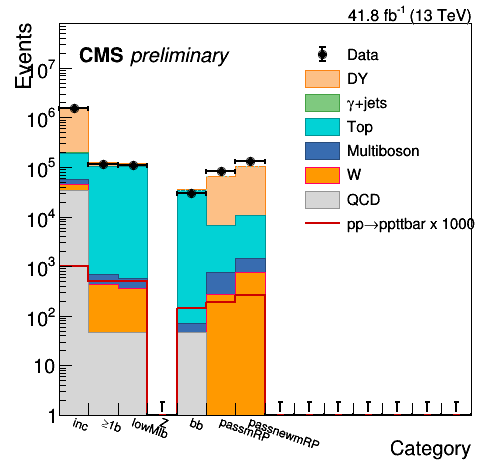 41.8 fb⁻¹ (13 TeV)
Events
CMS preliminary
Data
DY
γ+jets
Top
Multiboson
W
QCD
pp→ppttbar x 1000
10⁷
10⁶
10⁵
10⁴
10³
10²
10
1
inc
≥1b
lowMlb
Z
bb
passmRP
passnewmRP
Category